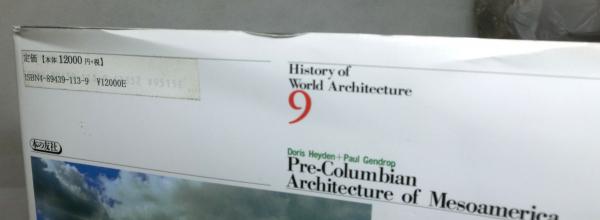 定価【本体12000円+税】
ISBN4-89439-113-9 ¥12000E
本の友社
History of
World Architecture
9
Doris Heyden+Paul Gendrop
Pre-Columbian
Architecture of Mesoamerica